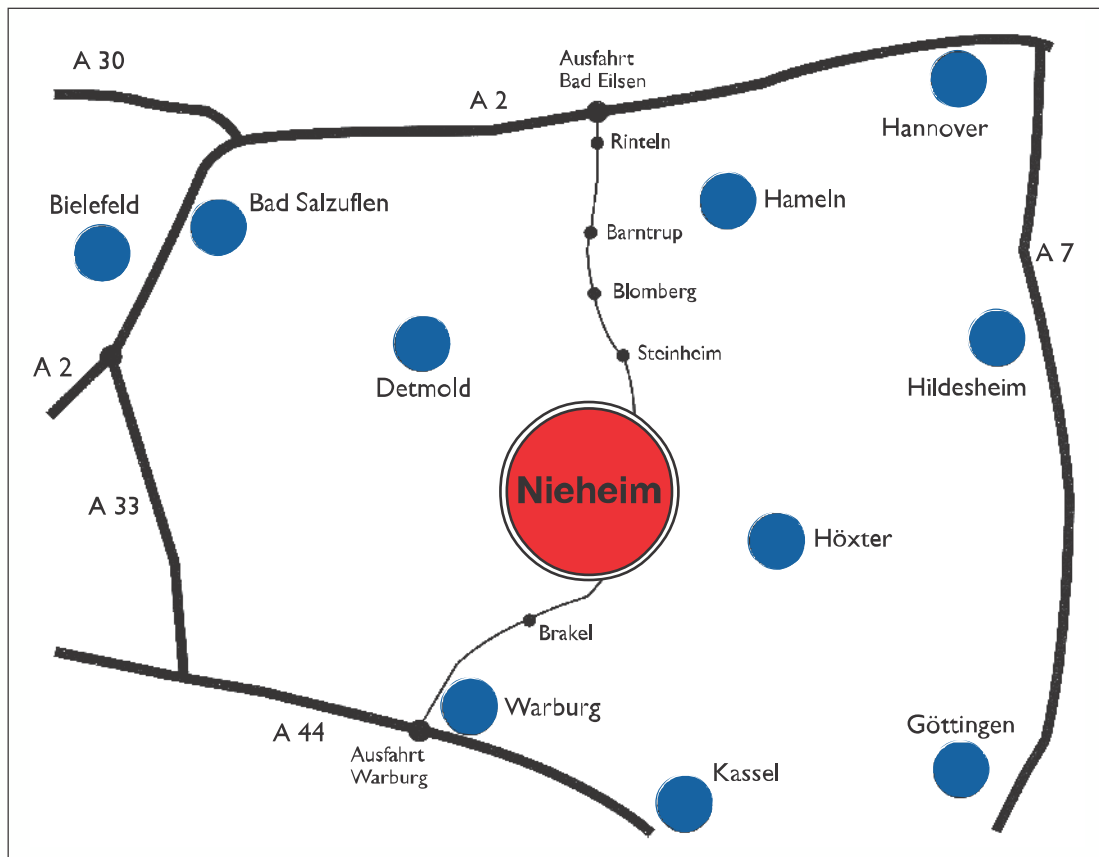 A 30
Ausfahrt
Bad Eilsen
A 2
Hannover
Rinteln
Bielefeld
Bad Salzuflen
Hameln
Barntrup
A 7
Blomberg
Steinheim
A 2
Detmold
Hildesheim
Nieheim
A 33
Höxter
Brakel
Warburg
Göttingen
A 44
Ausfahrt
Warburg
Kassel